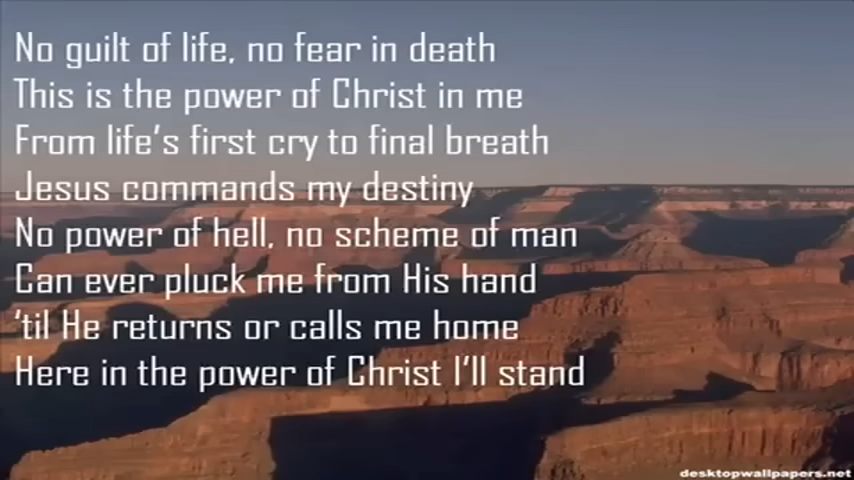 No guilt of life, no fear in death
This is the power of Christ in me
From life's first cry to final breath
Jesus commands my destiny
No power of hell, no scheme of man
Can ever pluck me from His hand
'til He returns or calls me home
Here in the power of Christ I'll stand
desktopwallpapers.net